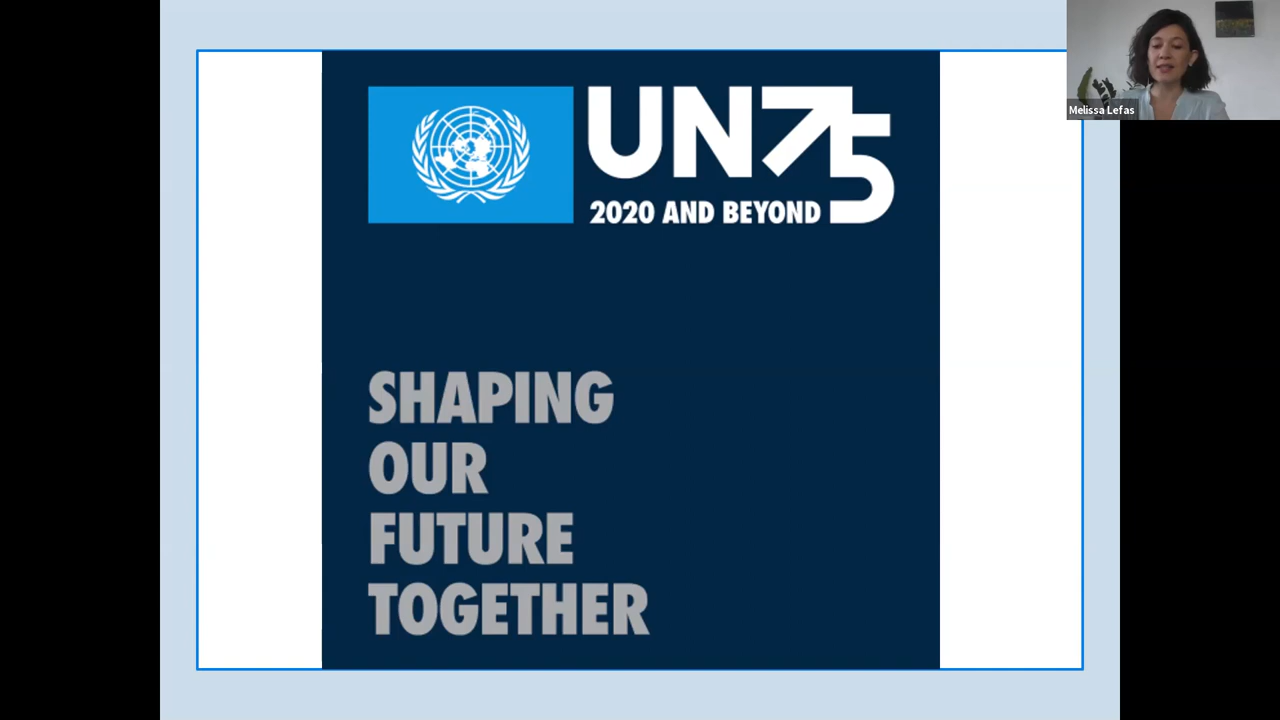 UN75
2020 AND BEYOND
SHAPING
OUR
FUTURE
TOGETHER
Melissa Lefas